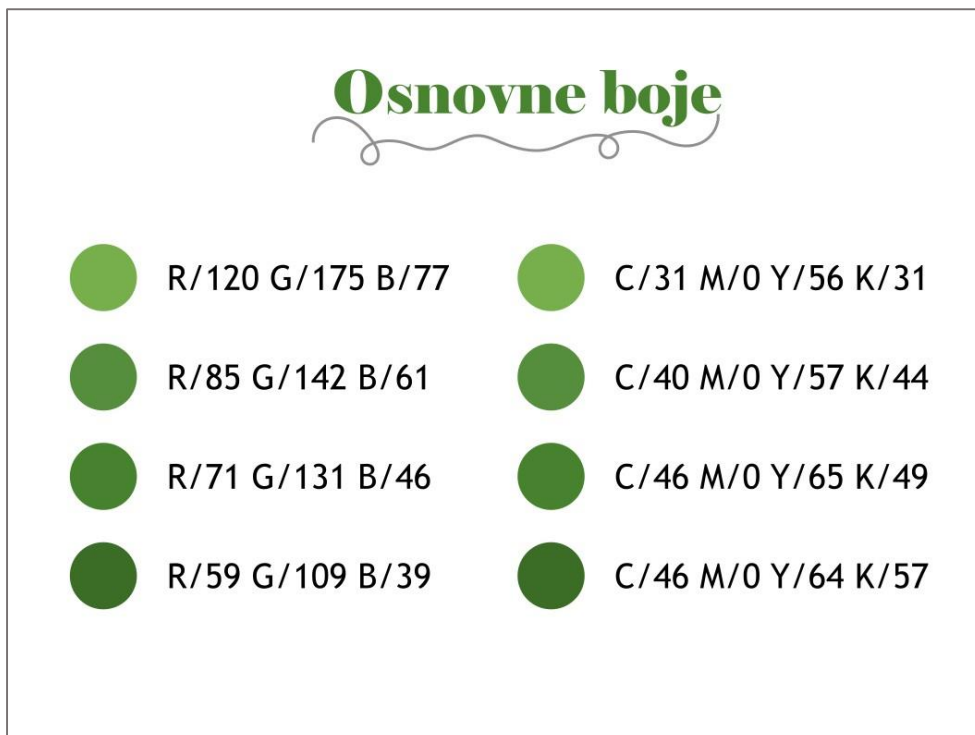 Osnovne boje
R/120 G/175 B/77 C/31 M/0 Y/56 K/31
R/85 G/142 B/61 C/40 M/0 Y/57 K/44
R/71 G/131 B/46 C/46 M/0 Y/65 K/49
R/59 G/109 B/39 C/46 M/0 Y/64 K/57